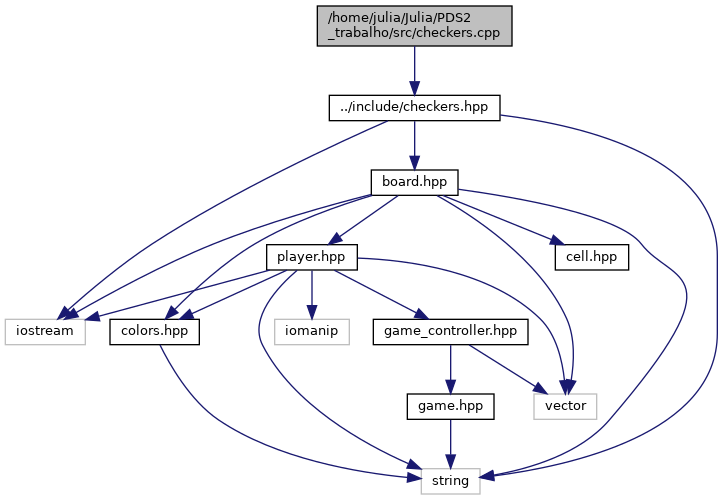 /home/julia/Julia/PDS2
_trabalho/src/checkers.cpp
../include/checkers.hpp
board.hpp
player.hpp
cell.hpp
iostream
colors.hpp
iomanip
game_controller.hpp
game.hpp
vector
string